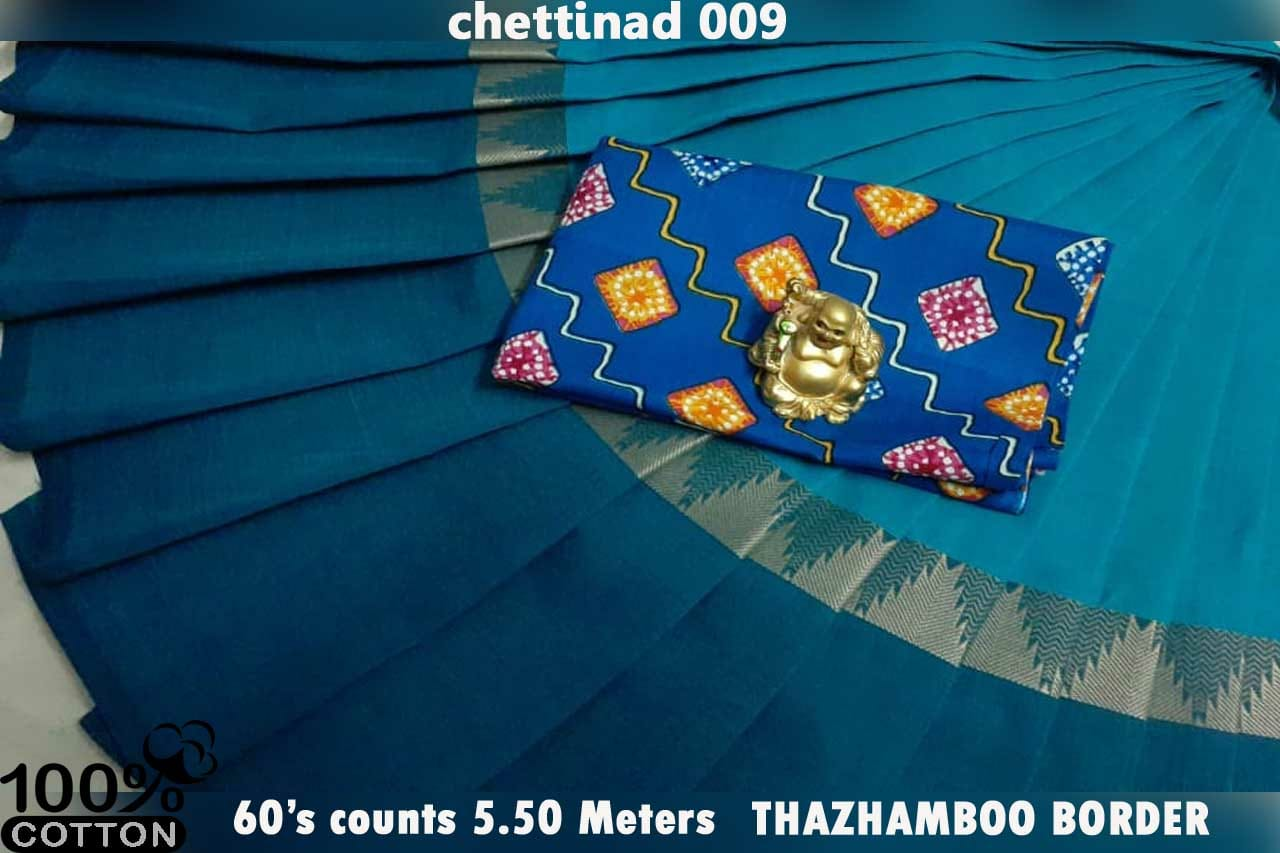 chettinad 009
100%
COTTON
60's counts 5.50 Meters THAZHAMBOO BORDER